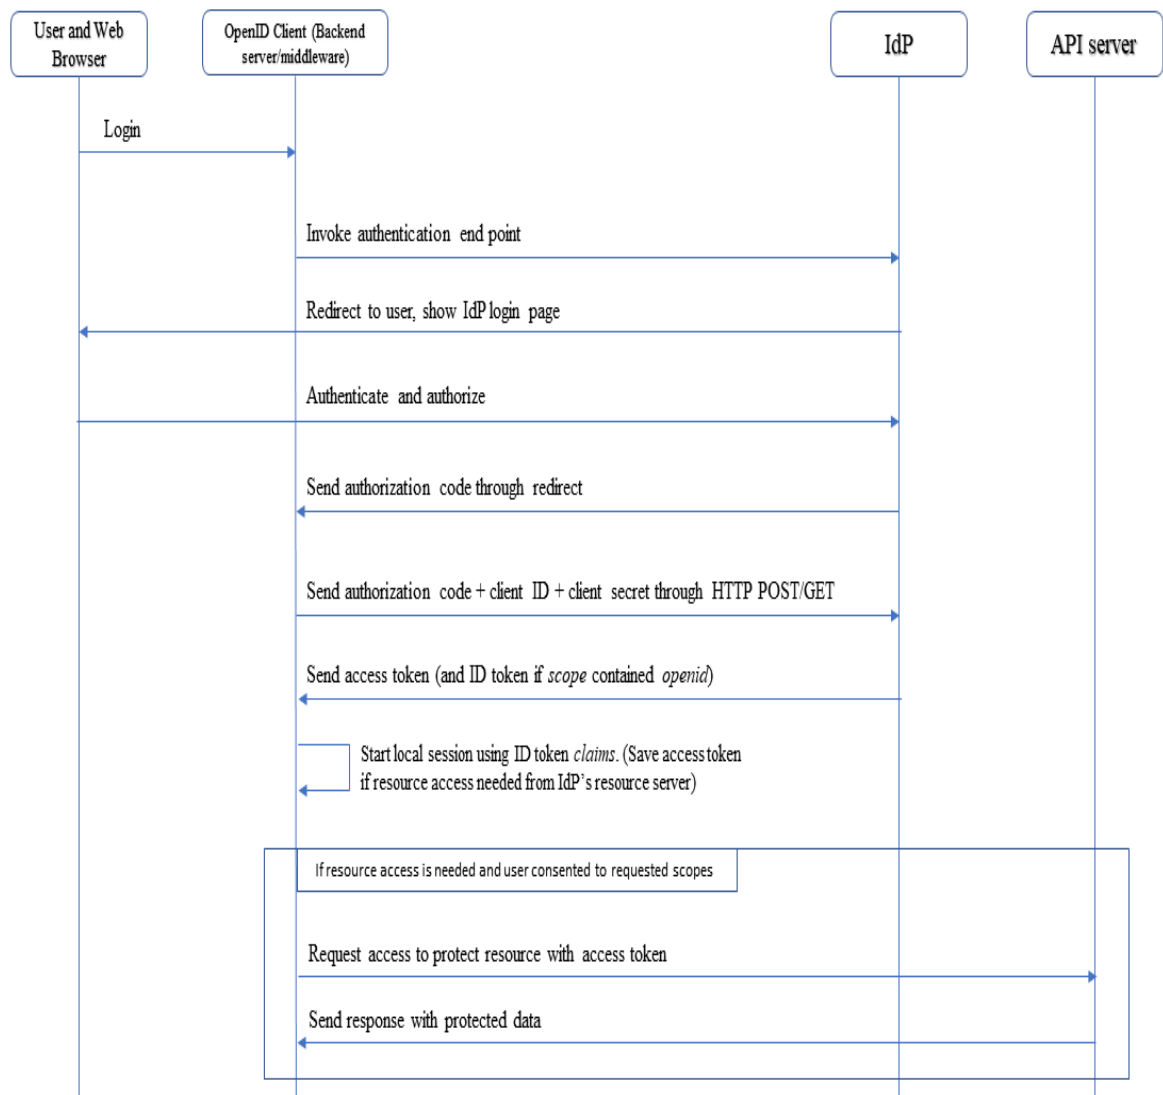 User and Web
Browser
OpenID Client (Backend
server/middleware)
IdP
API server
Login
Invoke authentication end point
Redirect to user, show IdP login page
Authenticate and authorize
Send authorization code through redirect
Send authorization code + client ID + client secret through HTTP POST/GET
Send access token (and ID token if scope contained openid)
Start local session using ID token claims. (Save access token
if resource access needed from IdP's resource server)
If resource access is needed and user consented to requested scopes
Request access to protect resource with access token
Send response with protected data